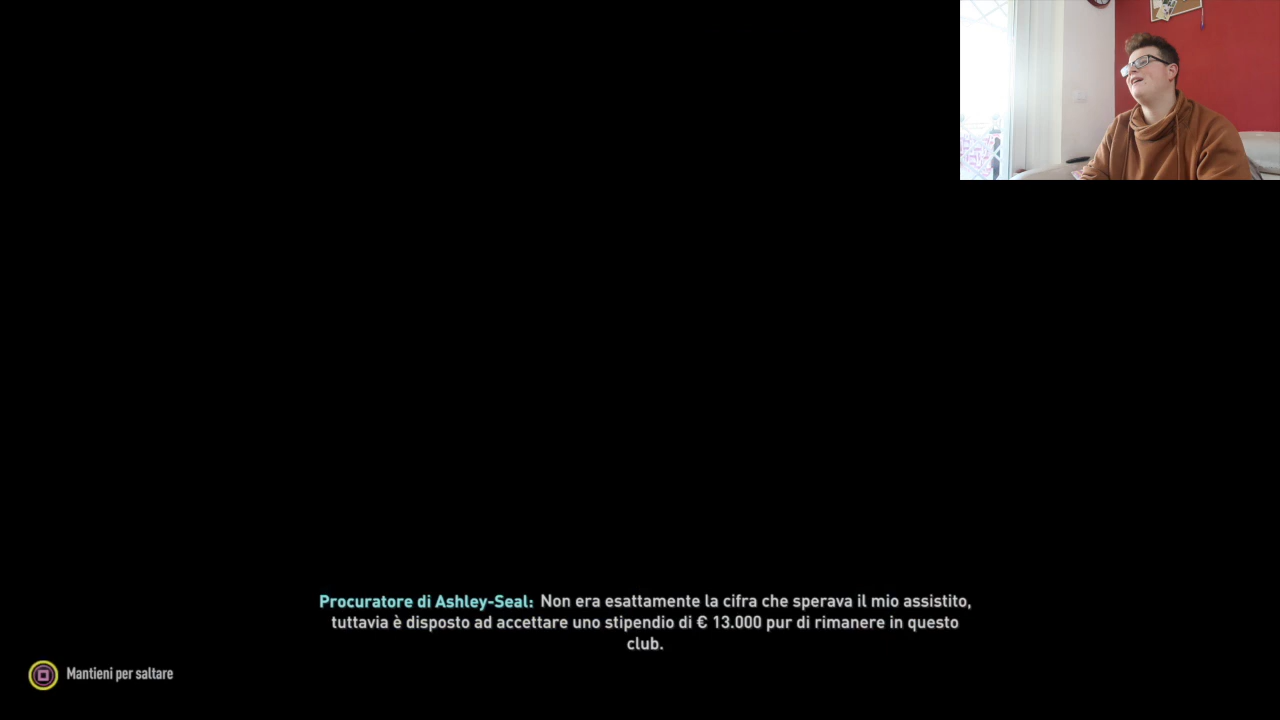 Procuratore di Ashley-Seal: Non era esattamente la cifra che sperava il mio assistito,
tuttavia è disposto ad accettare uno stipendio di € 13.000 pur di rimanere in questo
club.
Mantieni per saltare